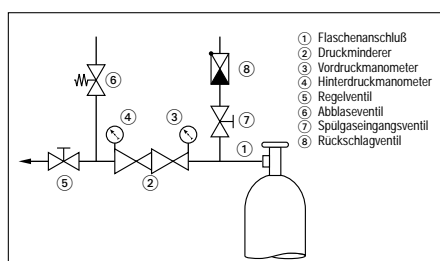 ① Flaschenanschluß
② Druckminderer
③ Vordruckmanometer
④ Hinterdruckmanometer
⑤ Regelventil
⑥ Abblaseventil
⑦ Spülgaseingangsventil
⑧ Rückschlagventil
⑥
⑧
④
③
⑦
①
⑤
②